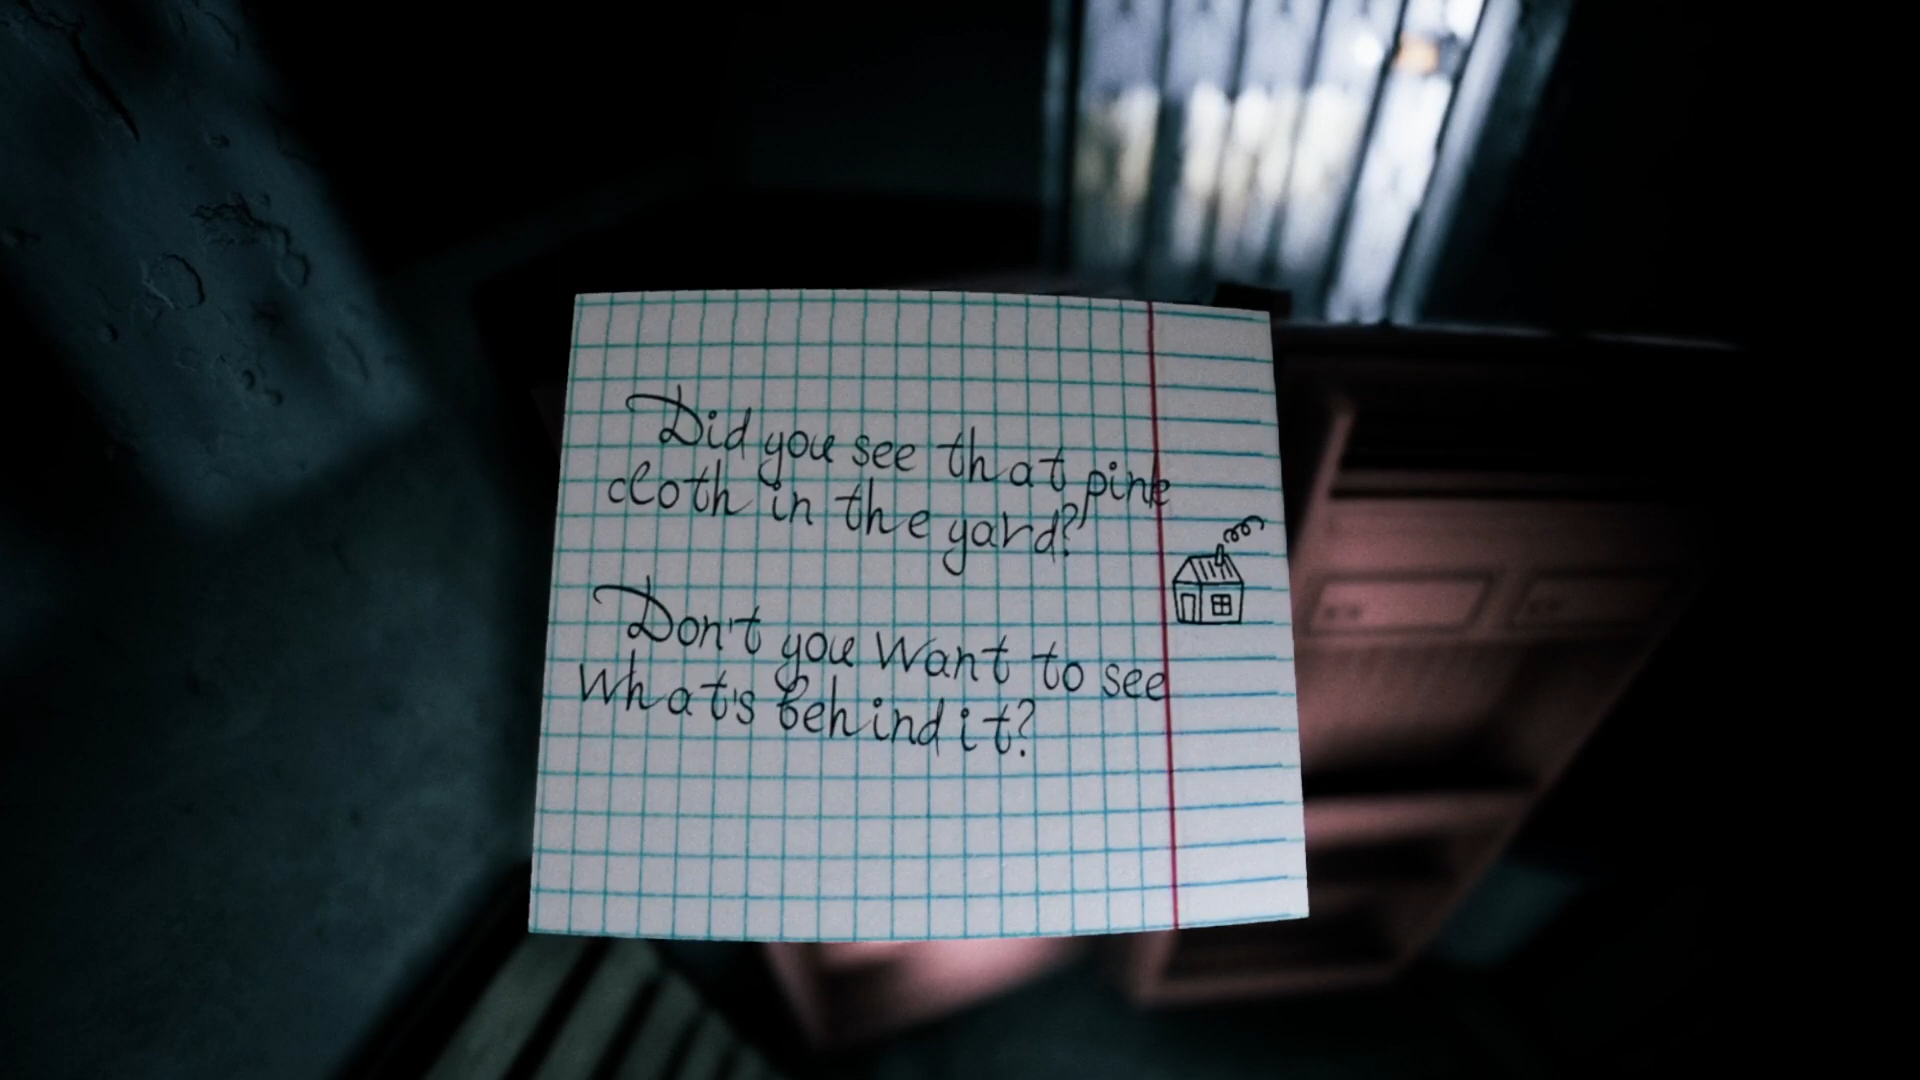 Did you see that pink
cloth in the yard?
Don't you want to see
what's behind it?